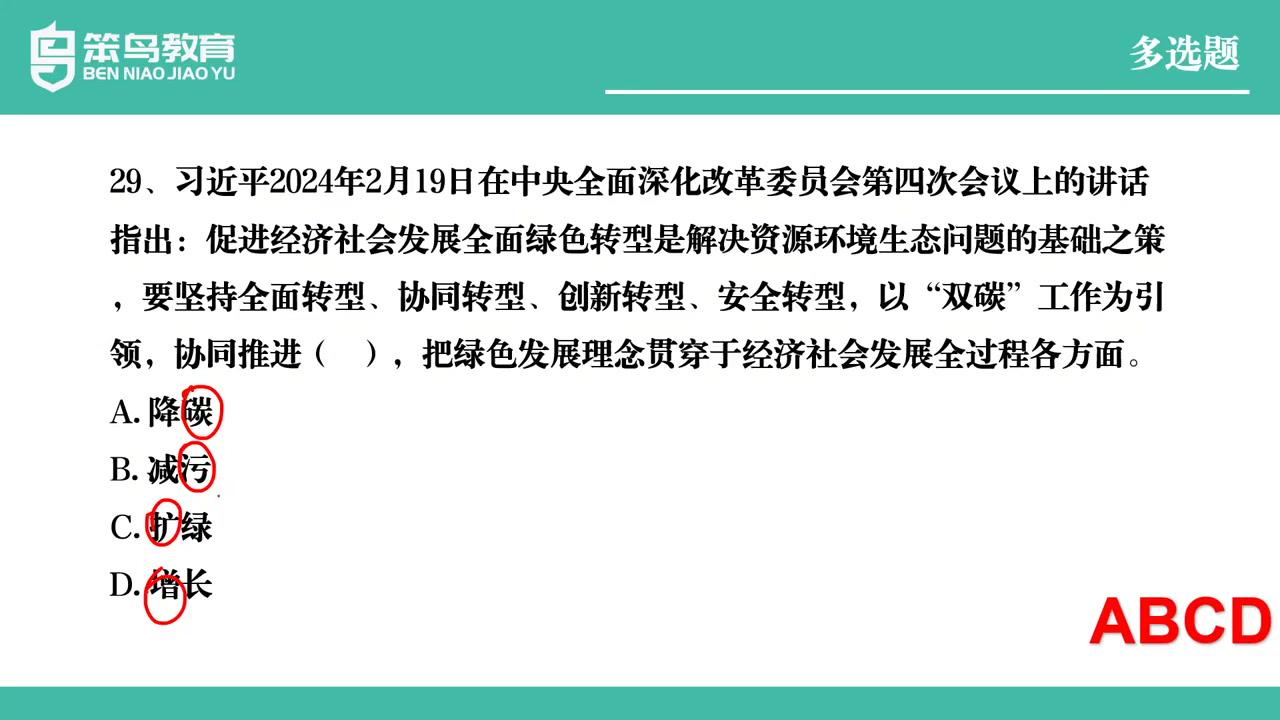 笨鸟教育
BEN NIAO JIAO YU
多选题
29、习近平2024年2月19日在中央全面深化改革委员会第四次会议上的讲话
指出：促进经济社会发展全面绿色转型是解决资源环境生态问题的基础之策
，要坚持全面转型、协同转型、创新转型、安全转型，以“双碳”工作为引
领，协同推进（　），把绿色发展理念贯穿于经济社会发展全过程各方面。
A. 降碳
B. 减污
C. 扩绿
D. 增长
ABCD